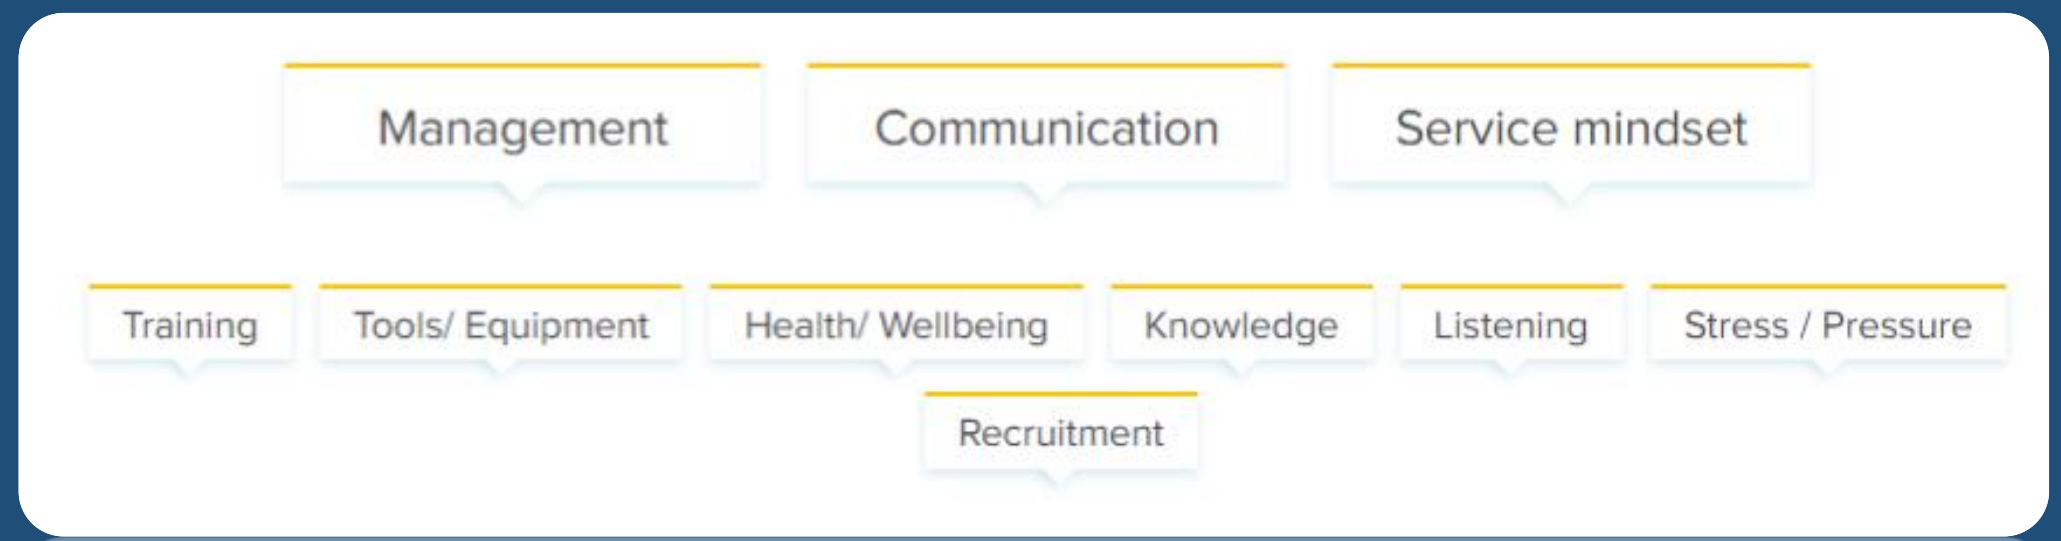 Management Communication Service mindset
Training Tools/ Equipment Health/ Wellbeing Knowledge Listening Stress / Pressure
Recruitment